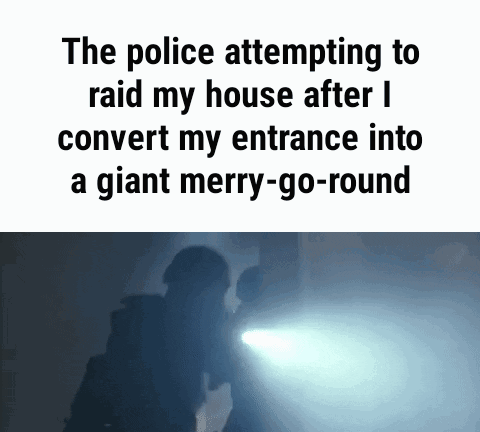 The police attempting to
raid my house after I
convert my entrance into
a giant merry-go-round